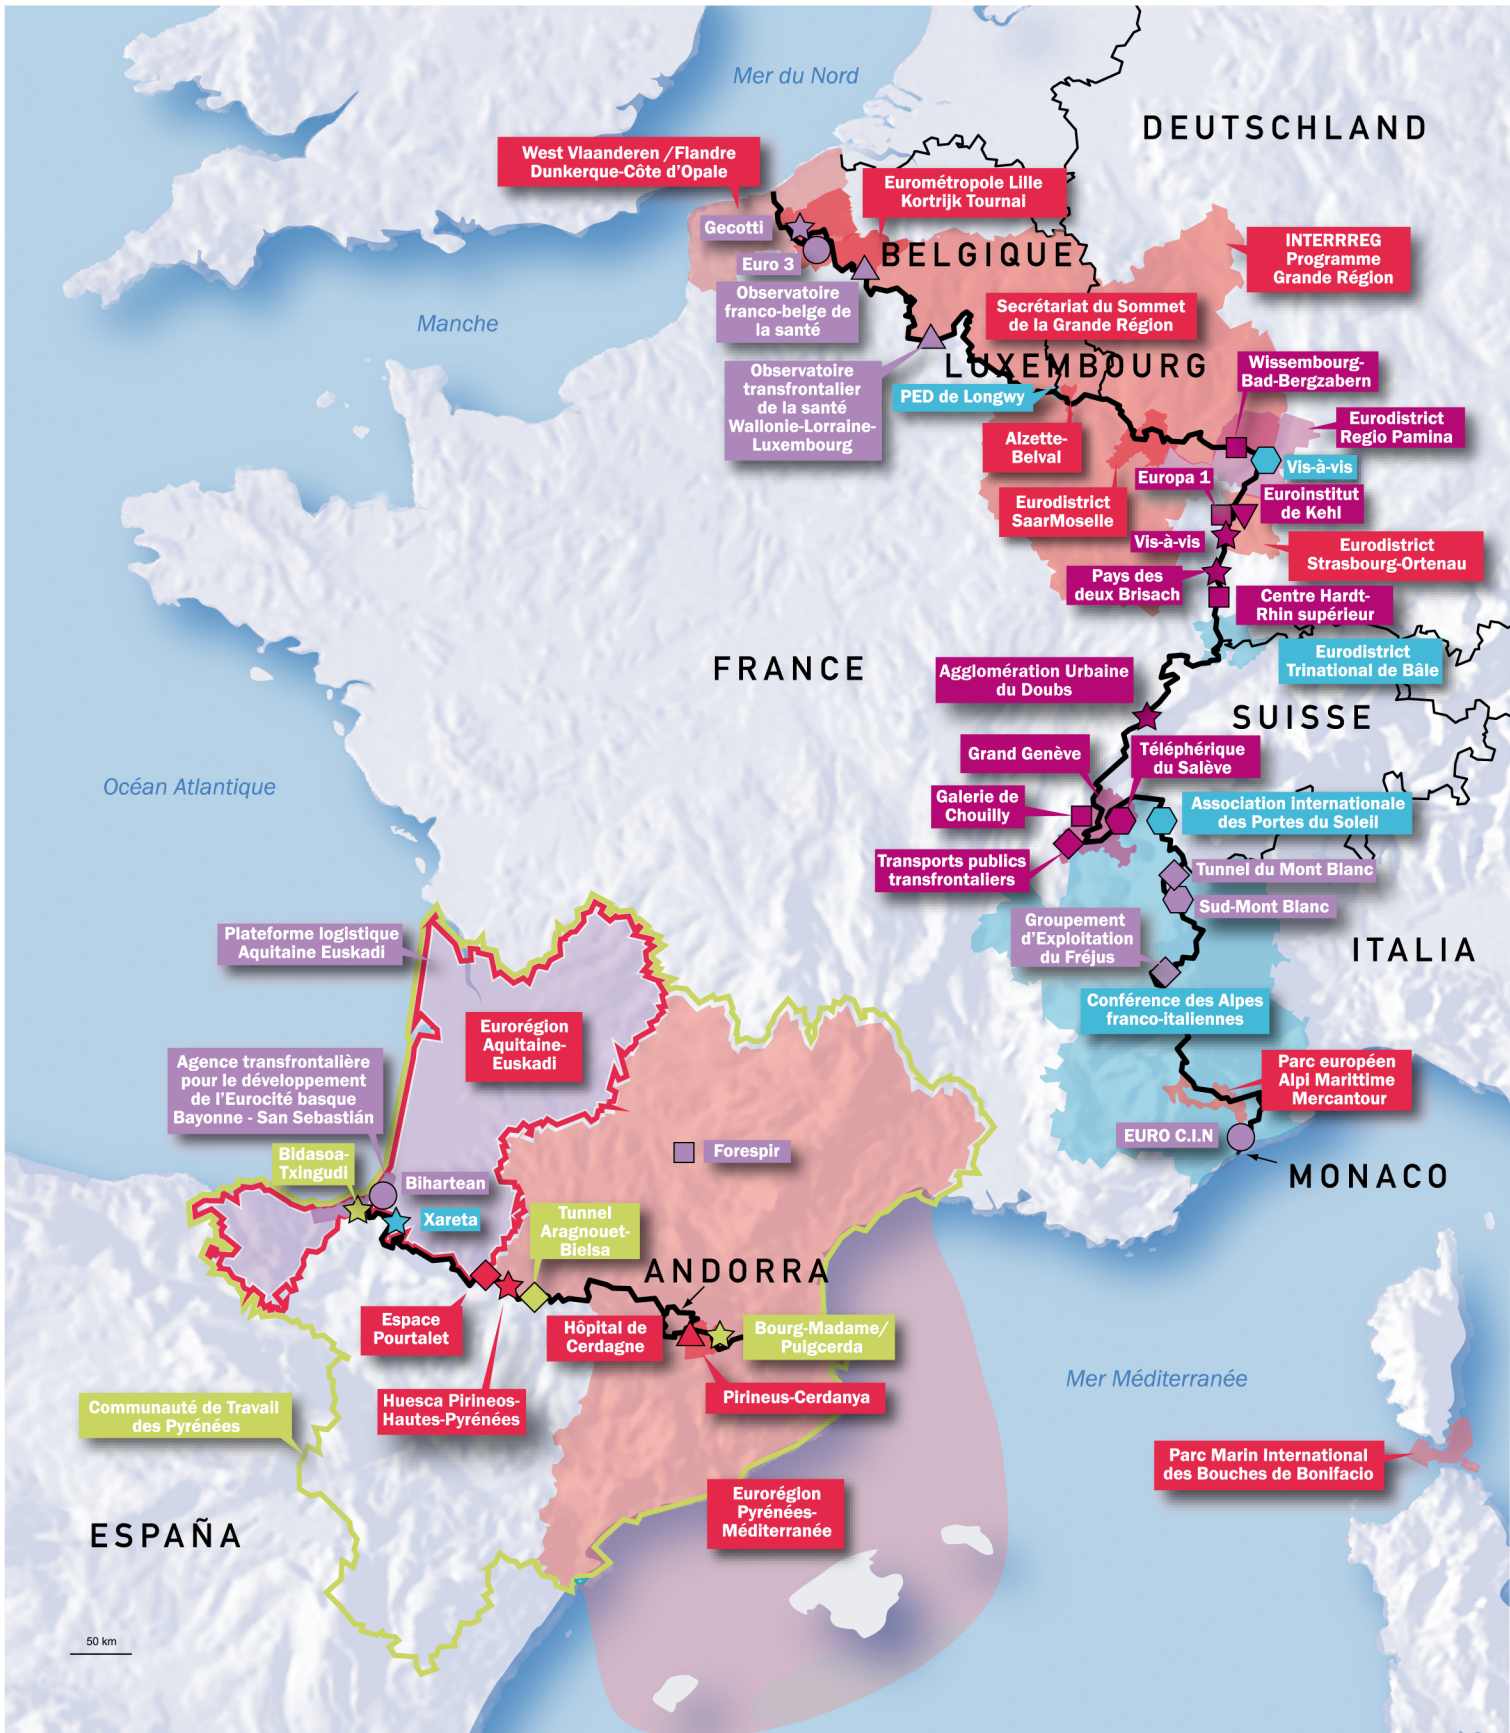 Mer du Nord
DEUTSCHLAND
West Vlaanderen /Flandre
Dunkerque-Côte d'Opale
Eurométropole Lille
Kortrijk Tournai
Gecotti
Euro 3
BELGIQUE
INTERRREG
Programme
Grande Région
Observatoire
franco-belge de
la santé
Manche
Secrétariat du Sommet
de la Grande Région
LUXEMBOURG
Observatoire
transfrontalier
de la santé
Wallonie-Lorraine-
Luxembourg
PED de Longwy
Wissembourg-
Bad-Bergzabern
Eurodistrict
Regio Pamina
Alzette-
Belval
Vis-à-vis
Europa 1
Eurodistrict
SaarMoselle
Euroinstitut
de Kehl
Vis-à-vis
Eurodistrict
Strasbourg-Ortenau
Pays des
deux Brisach
Centre Hardt-
Rhin supérieur
FRANCE
Eurodistrict
Trinational de Bâle
Agglomération Urbaine
du Doubs
SUISSE
Grand Genève
Téléphérique
du Salève
Océan Atlantique
Galerie de
Chouilly
Association internationale
des Portes du Soleil
Transports publics
transfrontaliers
Tunnel du Mont Blanc
Sud-Mont Blanc
Groupement
d'Exploitation
du Fréjus
ITALIA
Plateforme logistique
Aquitaine Euskadi
Conférence des Alpes
franco-italiennes
Eurorégion
Aquitaine-
Euskadi
Agence transfrontalière
pour le développement
de l'Eurocité basque
Bayonne - San Sebastián
Parc européen
Alpi Marittime
Mercantour
EURO C.I.N
MONACO
Forespir
Bidasoa-
Txingudi
Bihartean
Xareta
Tunnel
Aragnouet-
Bielsa
ANDORRA
Espace
Pourtalet
Hôpital de
Cerdagne
Bourg-Madame/
Puigcerda
Mer Méditerranée
Pirineus-Cerdanya
Huesca Pirineos-
Hautes-Pyrénées
Communauté de Travail
des Pyrénées
Parc Marin International
des Bouches de Bonifacio
Eurorégion
Pyrénées-
Méditerranée
ESPAÑA
50 km